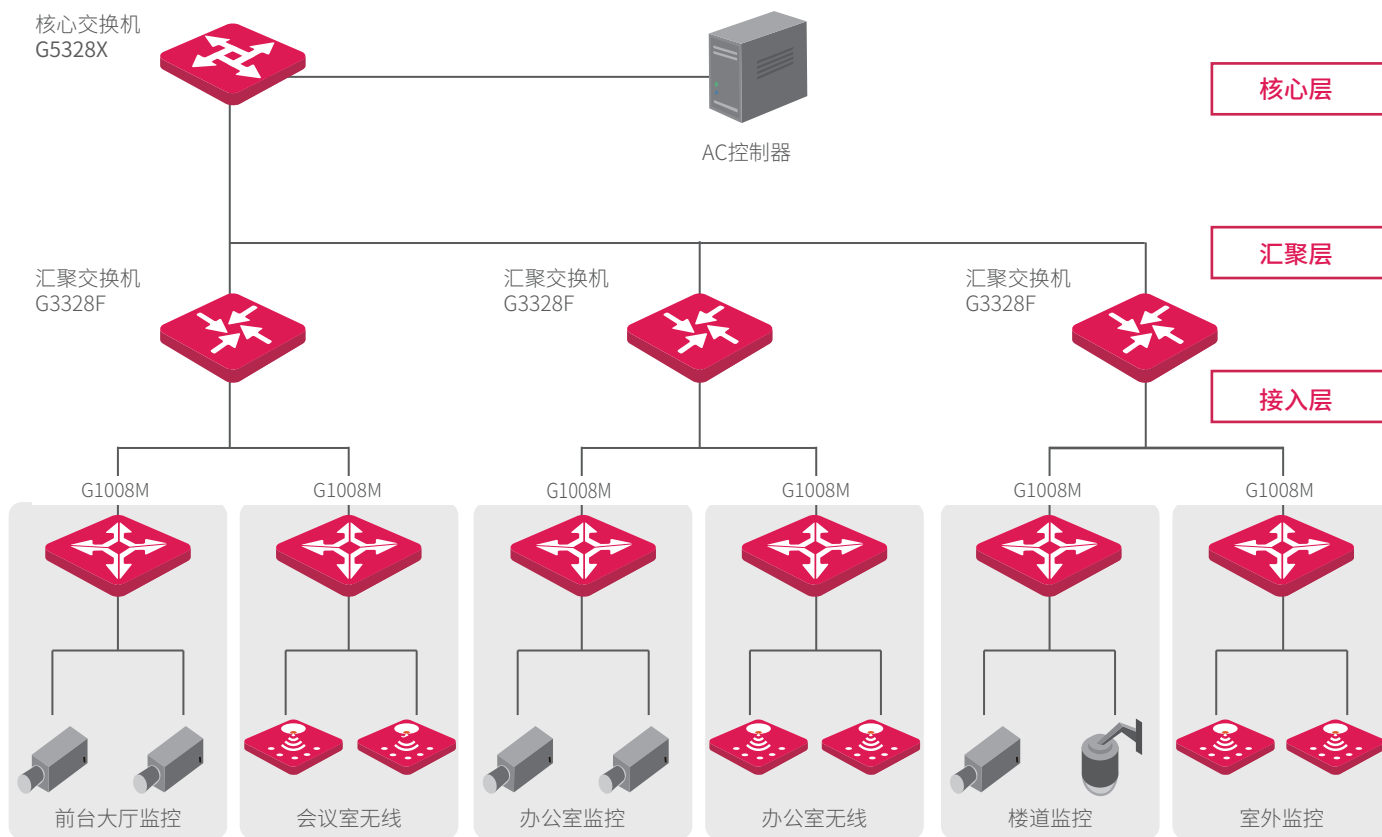 核心交换机
G5328X
AC控制器
核心层
汇聚层
汇聚交换机
G3328F
汇聚交换机
G3328F
汇聚交换机
G3328F
接入层
G1008M
G1008M
G1008M
G1008M
G1008M
G1008M
前台大厅监控
会议室无线
办公室监控
办公室无线
楼道监控
室外监控